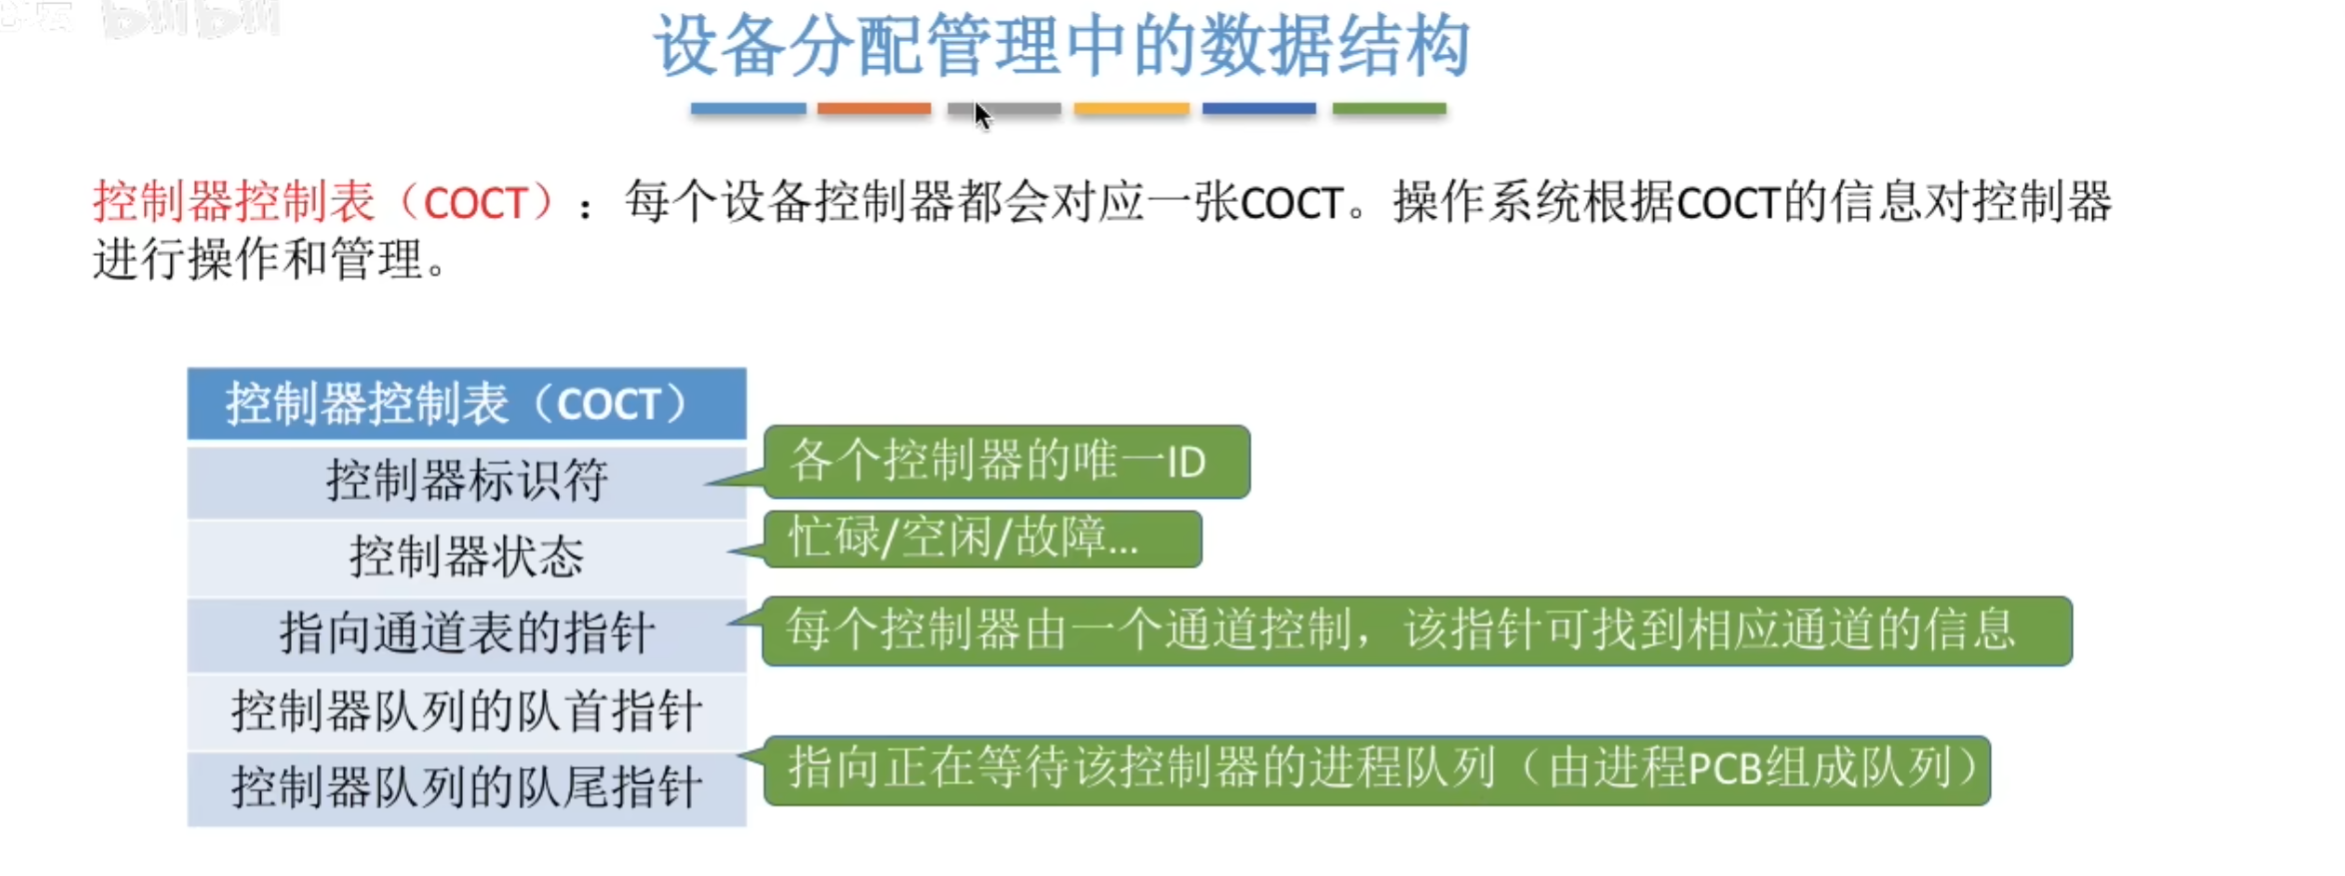 设备分配管理中的数据结构
控制器控制表（COCT）：每个设备控制器都会对应一张COCT。操作系统根据COCT的信息对控制器
进行操作和管理。
控制器控制表（COCT）
控制器标识符
各个控制器的唯一ID
控制器状态
忙碌/空闲/故障...
指向通道表的指针
每个控制器由一个通道控制，该指针可找到相应通道的信息
控制器队列的队首指针
控制器队列的队尾指针
指向正在等待该控制器的进程队列（由进程PCB组成队列）